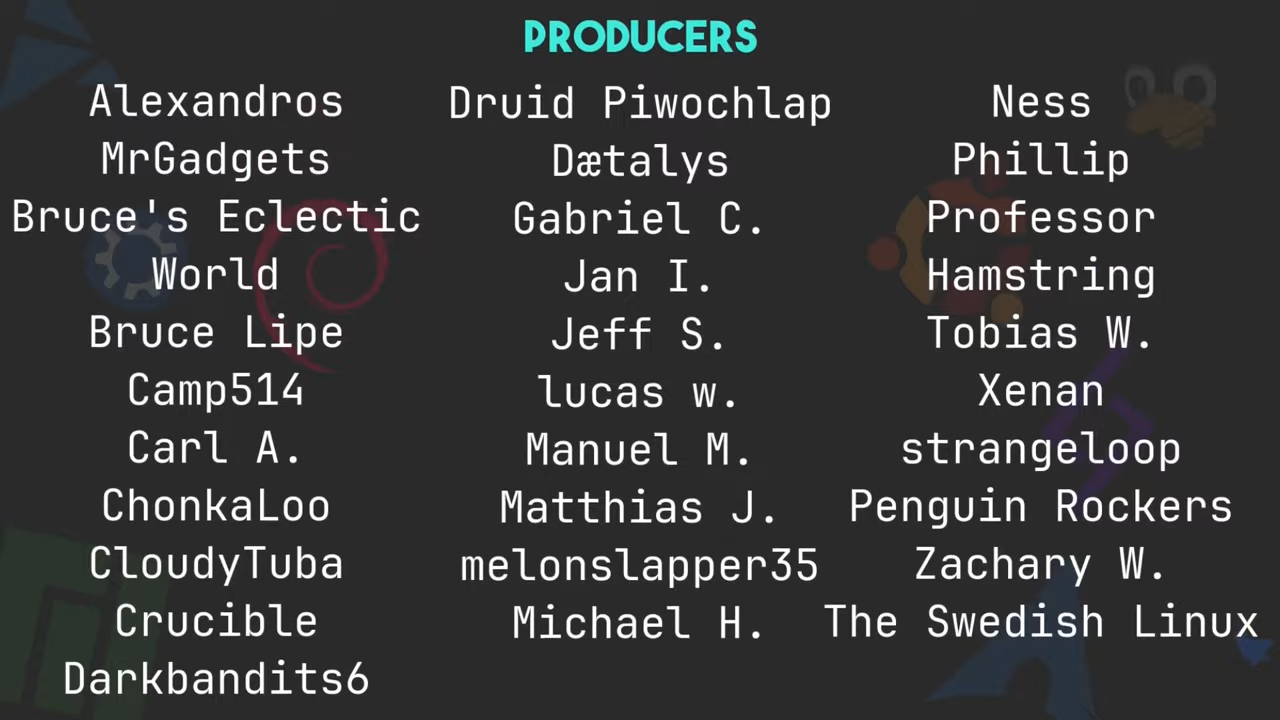 PRODUCERS
Alexandros
MrGadgets
Bruce's Eclectic
World
Bruce Lipe
Camp514
Carl A.
ChonkaLoo
CloudyTuba
Crucible
Darkbandits6
Druid Piwochlap
Dætalys
Gabriel C.
Jan I.
Jeff S.
lucas w.
Manuel M.
Matthias J.
melonslapper35
Michael H.
Ness
Phillip
Professor
Hamstring
Tobias W.
Xenan
strangeloop
Penguin Rockers
Zachary W.
The Swedish Linux